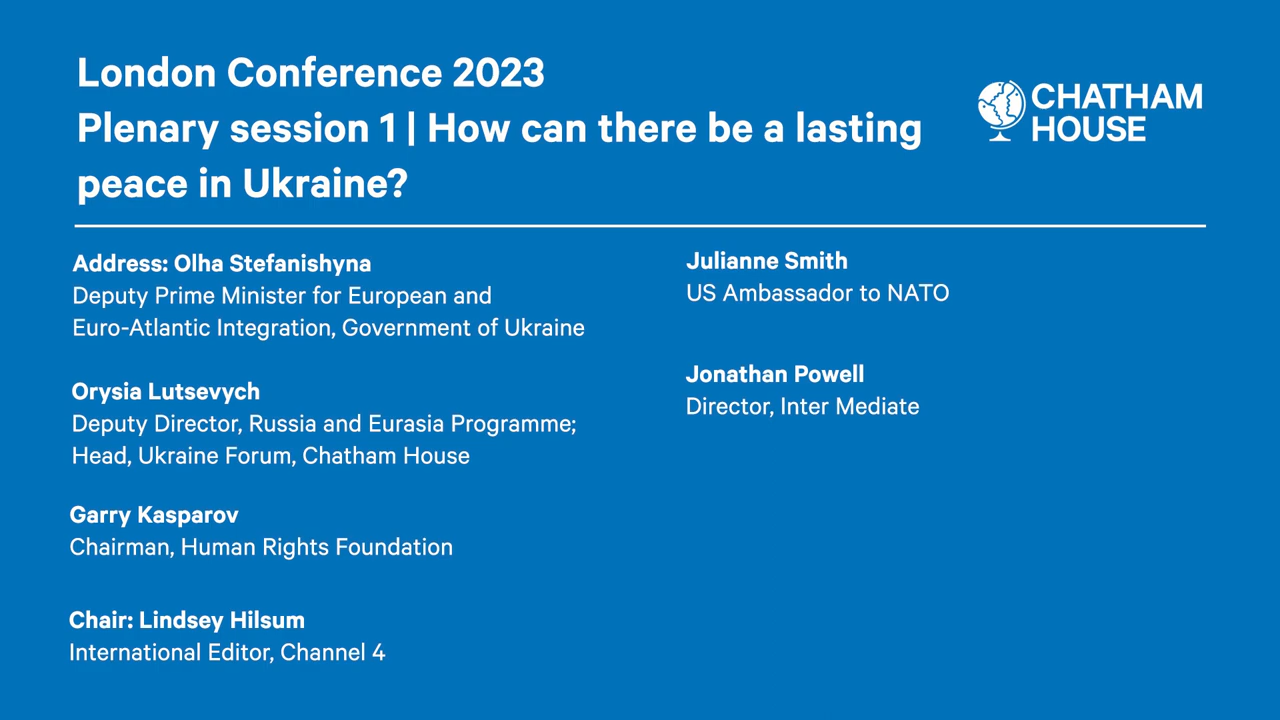 London Conference 2023
Plenary session 1 | How can there be a lasting
peace in Ukraine?
CHATHAM
HOUSE
Address: Olha Stefanishyna
Deputy Prime Minister for European and
Euro-Atlantic Integration, Government of Ukraine
Orysia Lutsevych
Deputy Director, Russia and Eurasia Programme;
Head, Ukraine Forum, Chatham House
Garry Kasparov
Chairman, Human Rights Foundation
Chair: Lindsey Hilsum
International Editor, Channel 4
Julianne Smith
US Ambassador to NATO
Jonathan Powell
Director, Inter Mediate